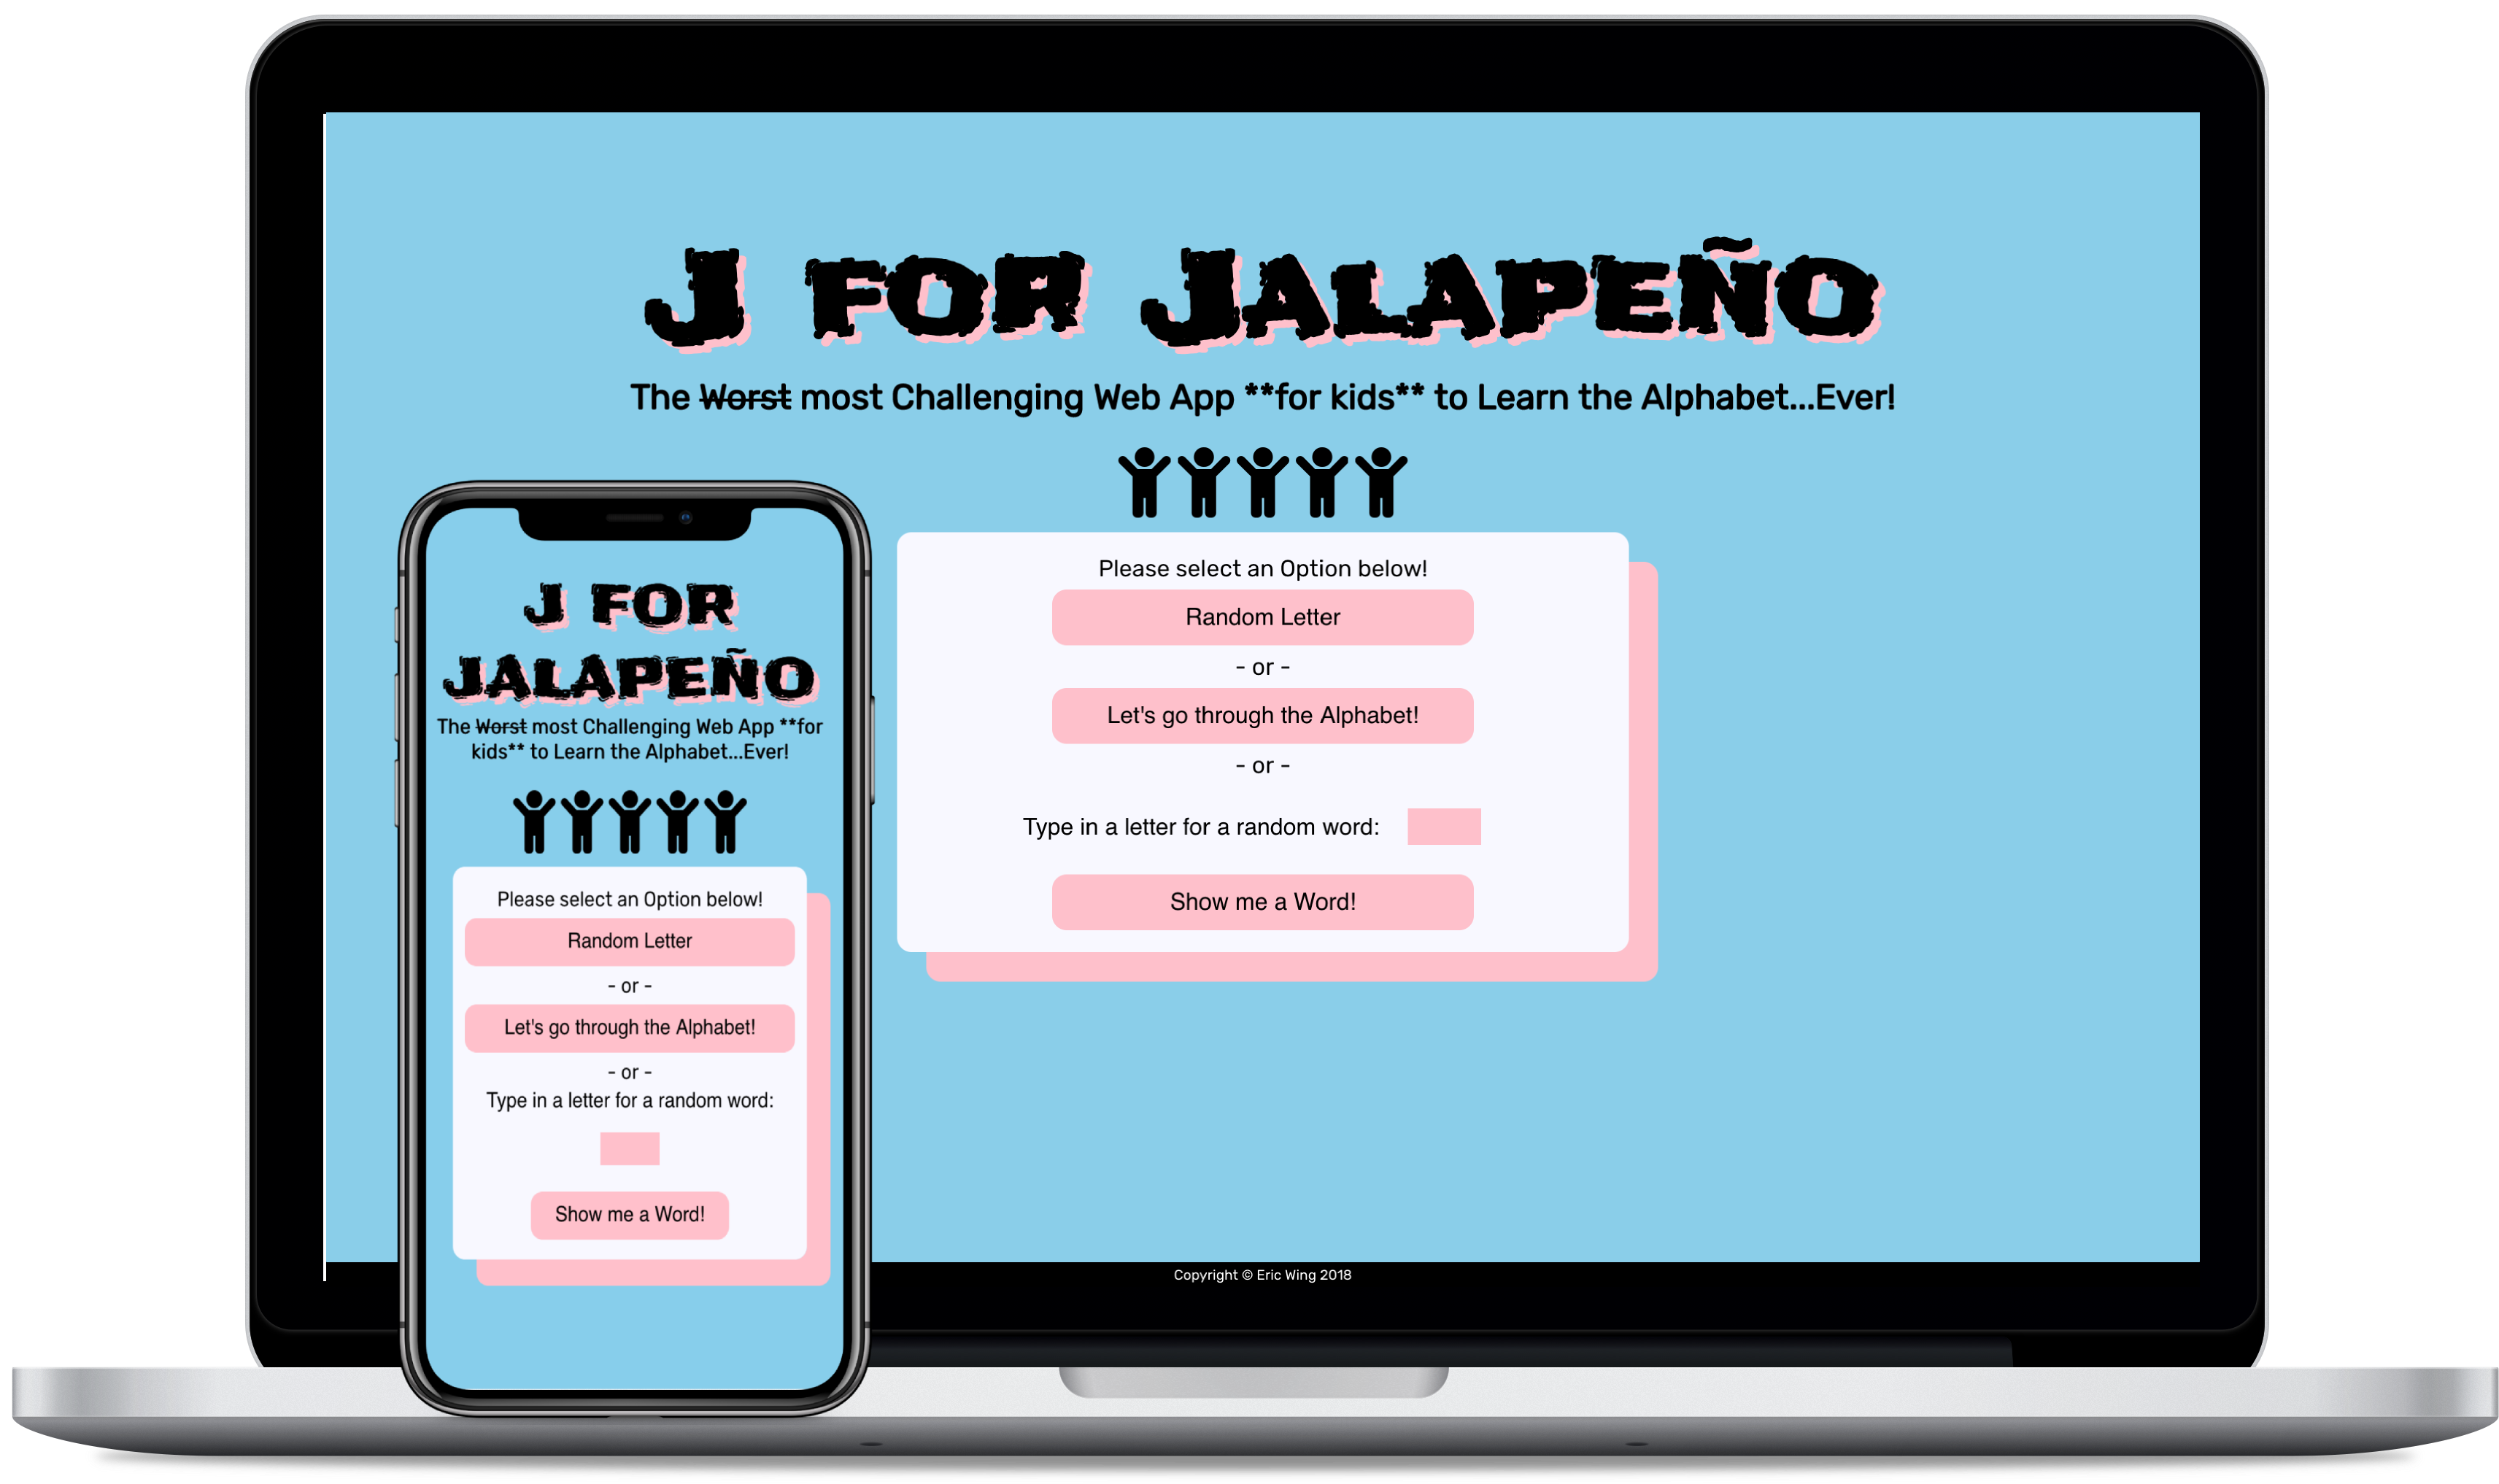 J for Jalapeño
The Worst most Challenging Web App **for kids** to Learn the Alphabet...Ever!
Please select an Option below!
Random Letter
- or -
Let's go through the Alphabet!
- or -
Type in a letter for a random word:
Show me a Word!
Copyright © Eric Wing 2018
J FOR
JALAPEÑO
The Worst most Challenging Web App **for
kids** to Learn the Alphabet...Ever!
Please select an Option below!
Random Letter
- or -
Let's go through the Alphabet!
- or -
Type in a letter for a random word:
Show me a Word!